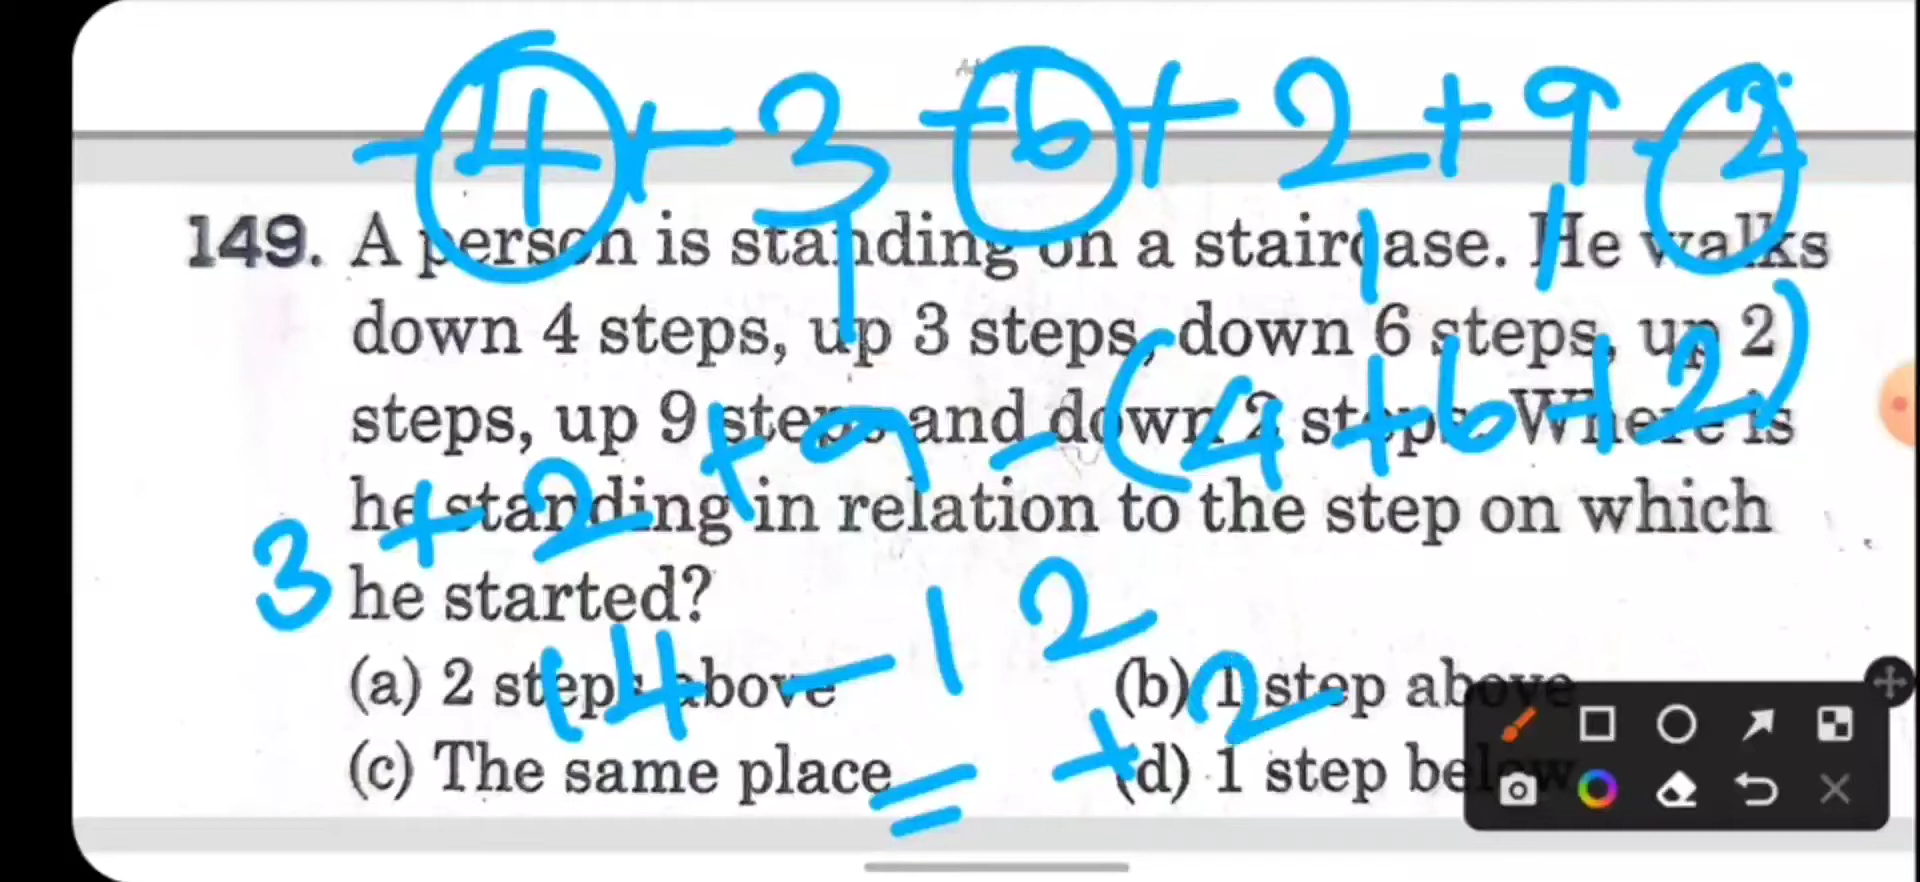 - 4 + 3 - 6 + 2 + 9 - 2
149. A person is standing on a staircase. He walks
down 4 steps, up 3 steps, down 6 steps, up 2
steps, up 9 steps and down 2 steps. Where is
he standing in relation to the step on which
he started?
3 + 2 + 9 - (4 + 6 + 2)
14 - 12
= + 2
(a) 2 steps above
(b) 1 step above
(c) The same place
(d) 1 step below